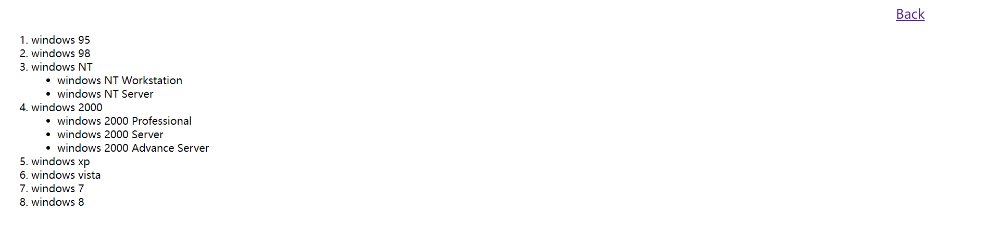 Back
1. windows 95
2. windows 98
3. windows NT
• windows NT Workstation
• windows NT Server
4. windows 2000
• windows 2000 Professional
• windows 2000 Server
• windows 2000 Advance Server
5. windows xp
6. windows vista
7. windows 7
8. windows 8